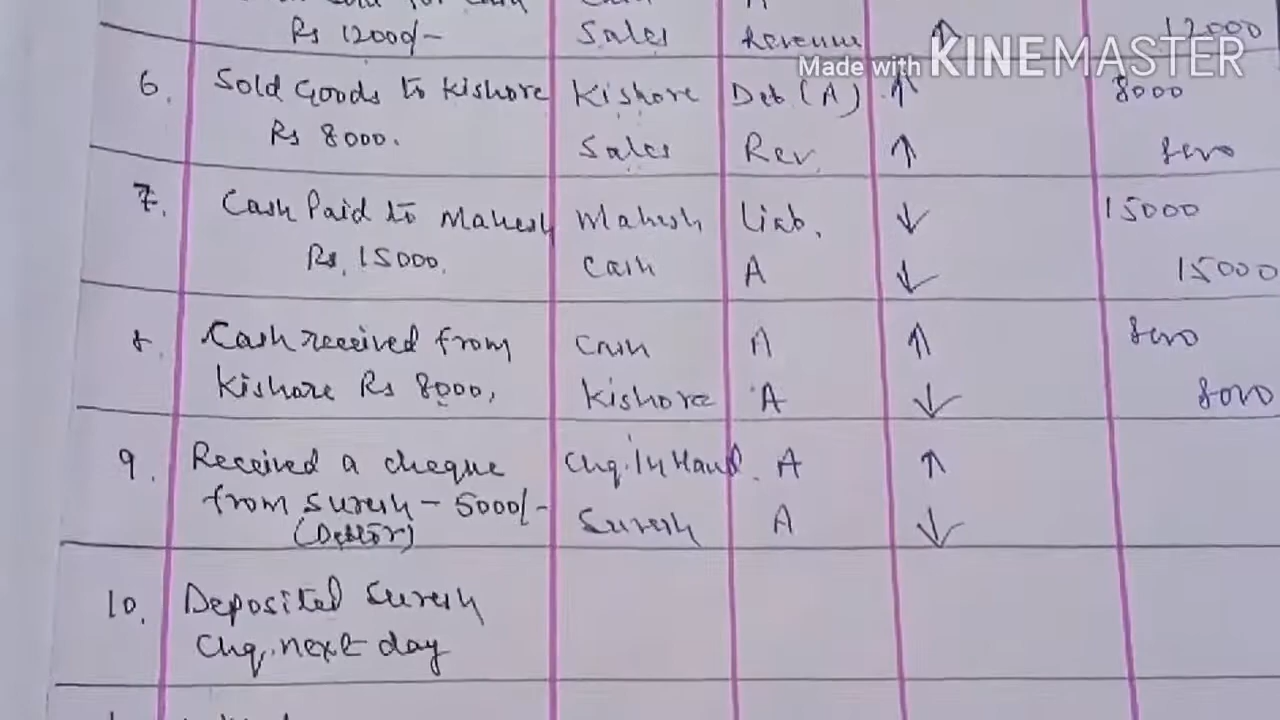 Rs 12000/- Sales Revenue ↑ 12000
Made with KINEMASTER
6. Sold Goods to Kishore Kishore Deb (A) ↑ 8000
Rs 8000. Sales Rev. ↑ 8000
7. Cash Paid to Mahesh Mahesh Liab. ↓ 15000
Rs. 15000. Cash A ↓ 15000
8. Cash received from Cash A ↑ 8000
Kishore Rs 8000, Kishore A ↓ 8000
9. Received a cheque Chq. In Hand. A ↑
from Suresh - 5000/- Suresh A ↓
(Debtor)
10. Deposited Suresh
Chq. next day